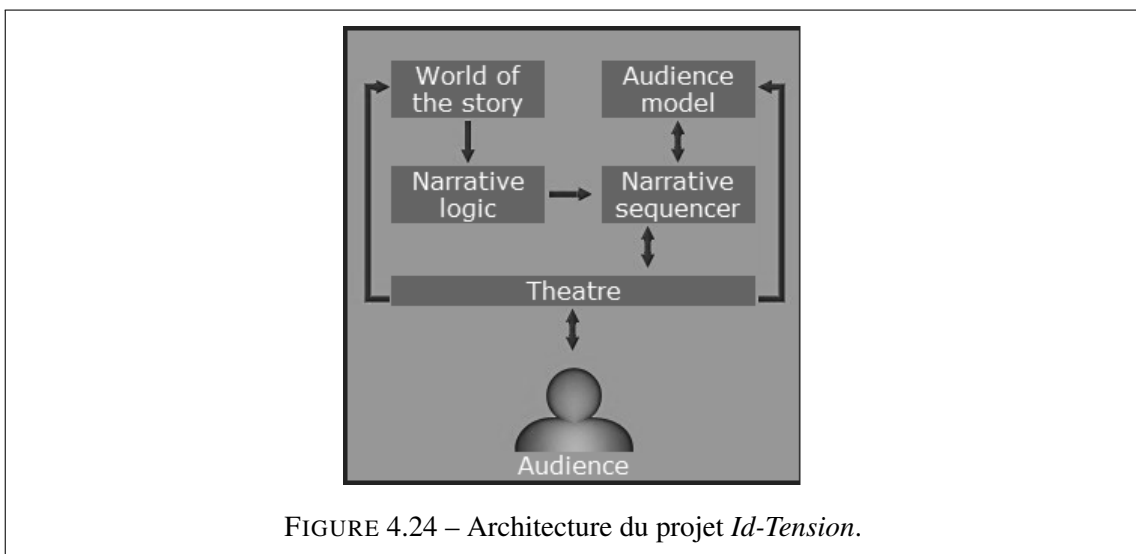 World of
the story
Audience
model
Narrative
logic
Narrative
sequencer
Theatre
Audience
FIGURE 4.24 – Architecture du projet Id-Tension.